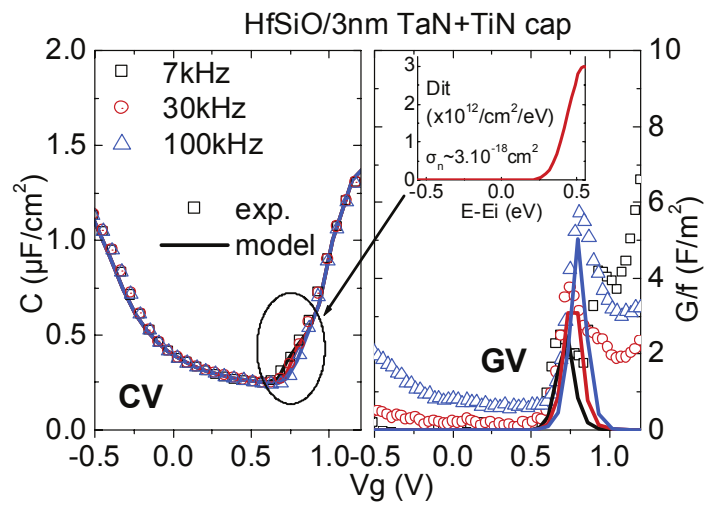 HfSiO/3nm TaN+TiN cap
2.0
1.5
1.0
0.5
0.0
C (µF/cm²)
7kHz
30kHz
100kHz
exp.
model
CV
-0.5 0.0 0.5 1.0
3
2
1
0
Dit
(x10¹²/cm²/eV)
σₙ~3.10⁻¹⁸cm²
-0.5 0.0 0.5
E-Ei (eV)
GV
10
8
6
4
2
0
G/f (F/m²)
-0.5 0.0 0.5 1.0
Vg (V)